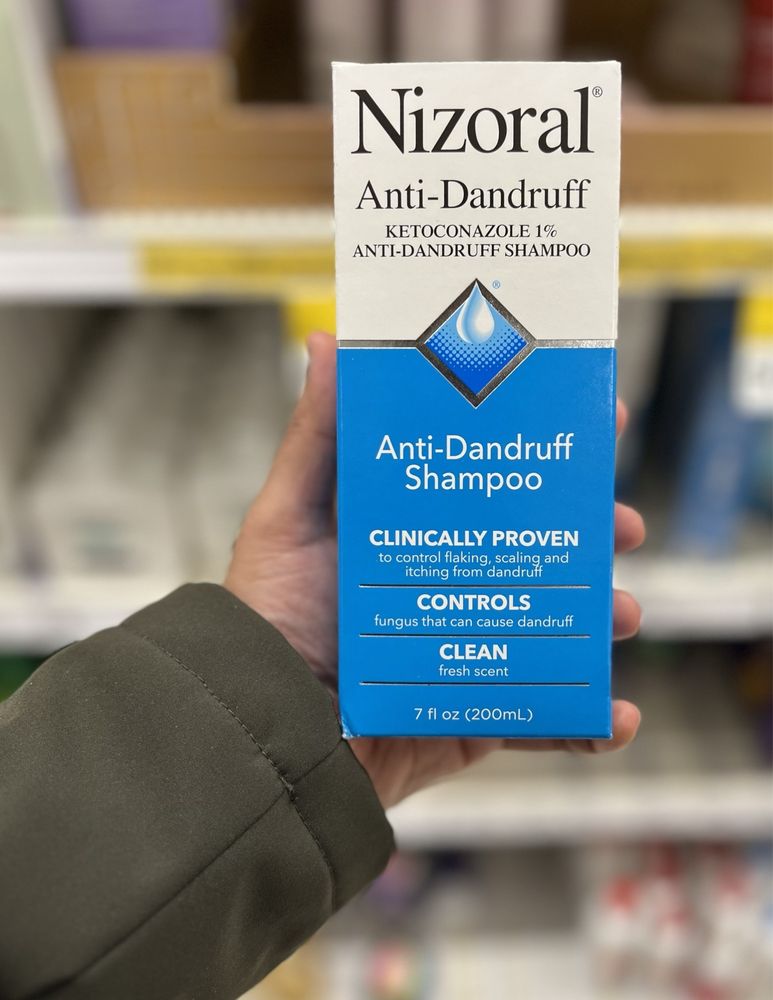 Nizoral®
Anti-Dandruff
KETOCONAZOLE 1%
ANTI-DANDRUFF SHAMPOO
®
Anti-Dandruff
Shampoo
CLINICALLY PROVEN
to control flaking, scaling and
itching from dandruff
CONTROLS
fungus that can cause dandruff
CLEAN
fresh scent
7 fl oz (200mL)